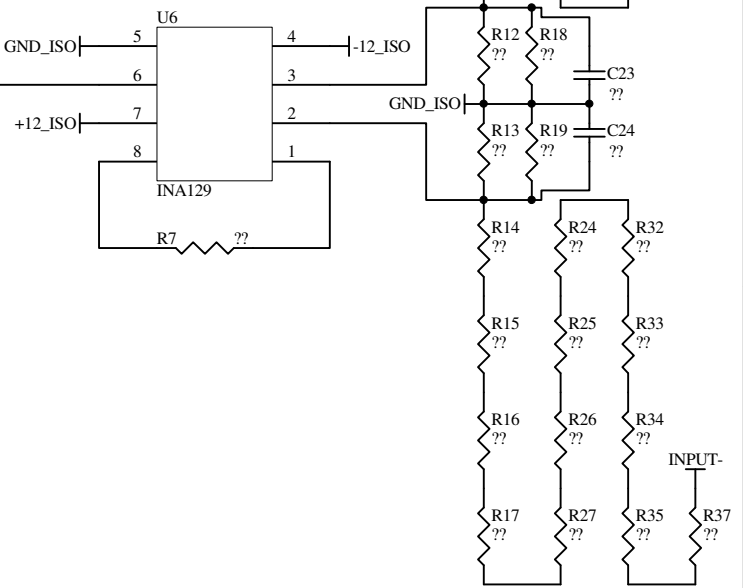 U6
GND_ISO
5
4
-12_ISO
6
3
+12_ISO
7
2
8
1
INA129
R7
??
R12
??
R18
??
C23
??
GND_ISO
R13
??
R19
??
C24
??
R14
??
R24
??
R32
??
R15
??
R25
??
R33
??
R16
??
R26
??
R34
??
INPUT-
R17
??
R27
??
R35
??
R37
??